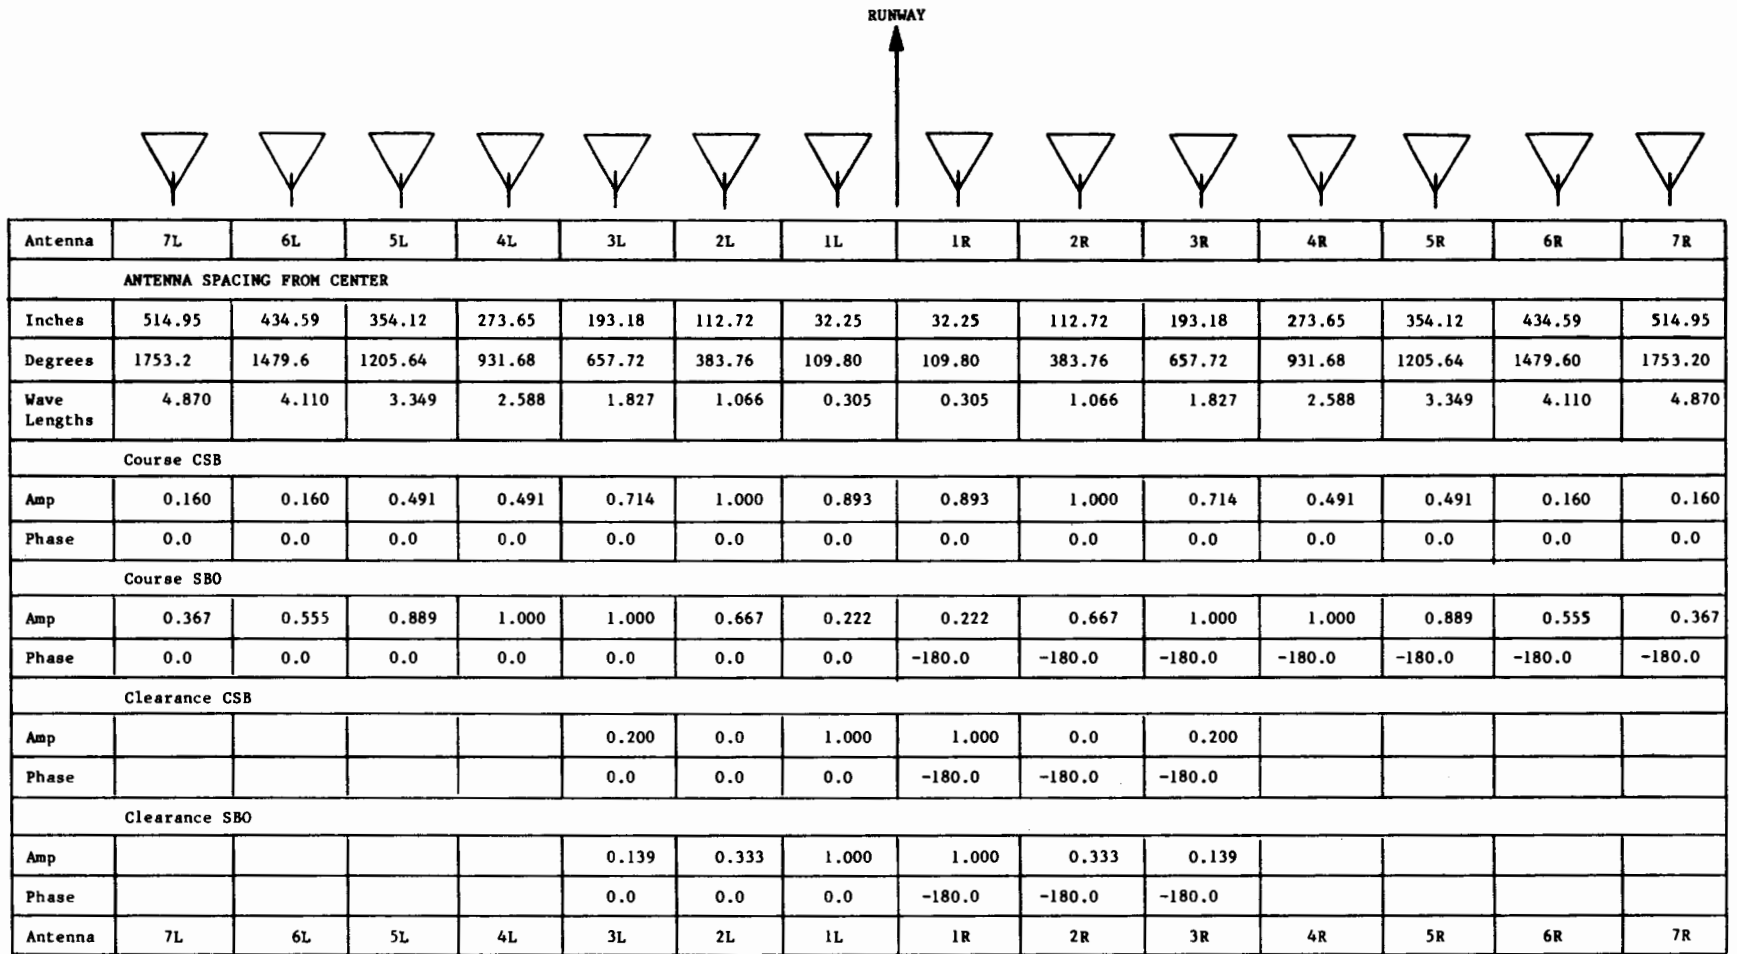 RUNWAY
Antenna 7L 6L 5L 4L 3L 2L 1L 1R 2R 3R 4R 5R 6R 7R
ANTENNA SPACING FROM CENTER
Inches 514.95 434.59 354.12 273.65 193.18 112.72 32.25 32.25 112.72 193.18 273.65 354.12 434.59 514.95
Degrees 1753.2 1479.6 1205.64 931.68 657.72 383.76 109.80 109.80 383.76 657.72 931.68 1205.64 1479.60 1753.20
Wave 4.870 4.110 3.349 2.588 1.827 1.066 0.305 0.305 1.066 1.827 2.588 3.349 4.110 4.870
Lengths
Course CSB
Amp 0.160 0.160 0.491 0.491 0.714 1.000 0.893 0.893 1.000 0.714 0.491 0.491 0.160 0.160
Phase 0.0 0.0 0.0 0.0 0.0 0.0 0.0 0.0 0.0 0.0 0.0 0.0 0.0 0.0
Course SBO
Amp 0.367 0.555 0.889 1.000 1.000 0.667 0.222 0.222 0.667 1.000 1.000 0.889 0.555 0.367
Phase 0.0 0.0 0.0 0.0 0.0 0.0 0.0 -180.0 -180.0 -180.0 -180.0 -180.0 -180.0 -180.0
Clearance CSB
Amp 0.200 0.0 1.000 1.000 0.0 0.200
Phase 0.0 0.0 0.0 -180.0 -180.0 -180.0
Clearance SBO
Amp 0.139 0.333 1.000 1.000 0.333 0.139
Phase 0.0 0.0 0.0 -180.0 -180.0 -180.0
Antenna 7L 6L 5L 4L 3L 2L 1L 1R 2R 3R 4R 5R 6R 7R